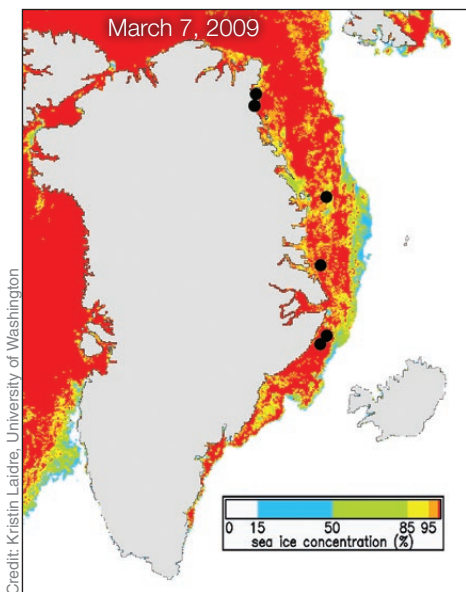 March 7, 2009
Credit: Kristin Laidre, University of Washington
0 15 50 85 95
sea ice concentration (%)